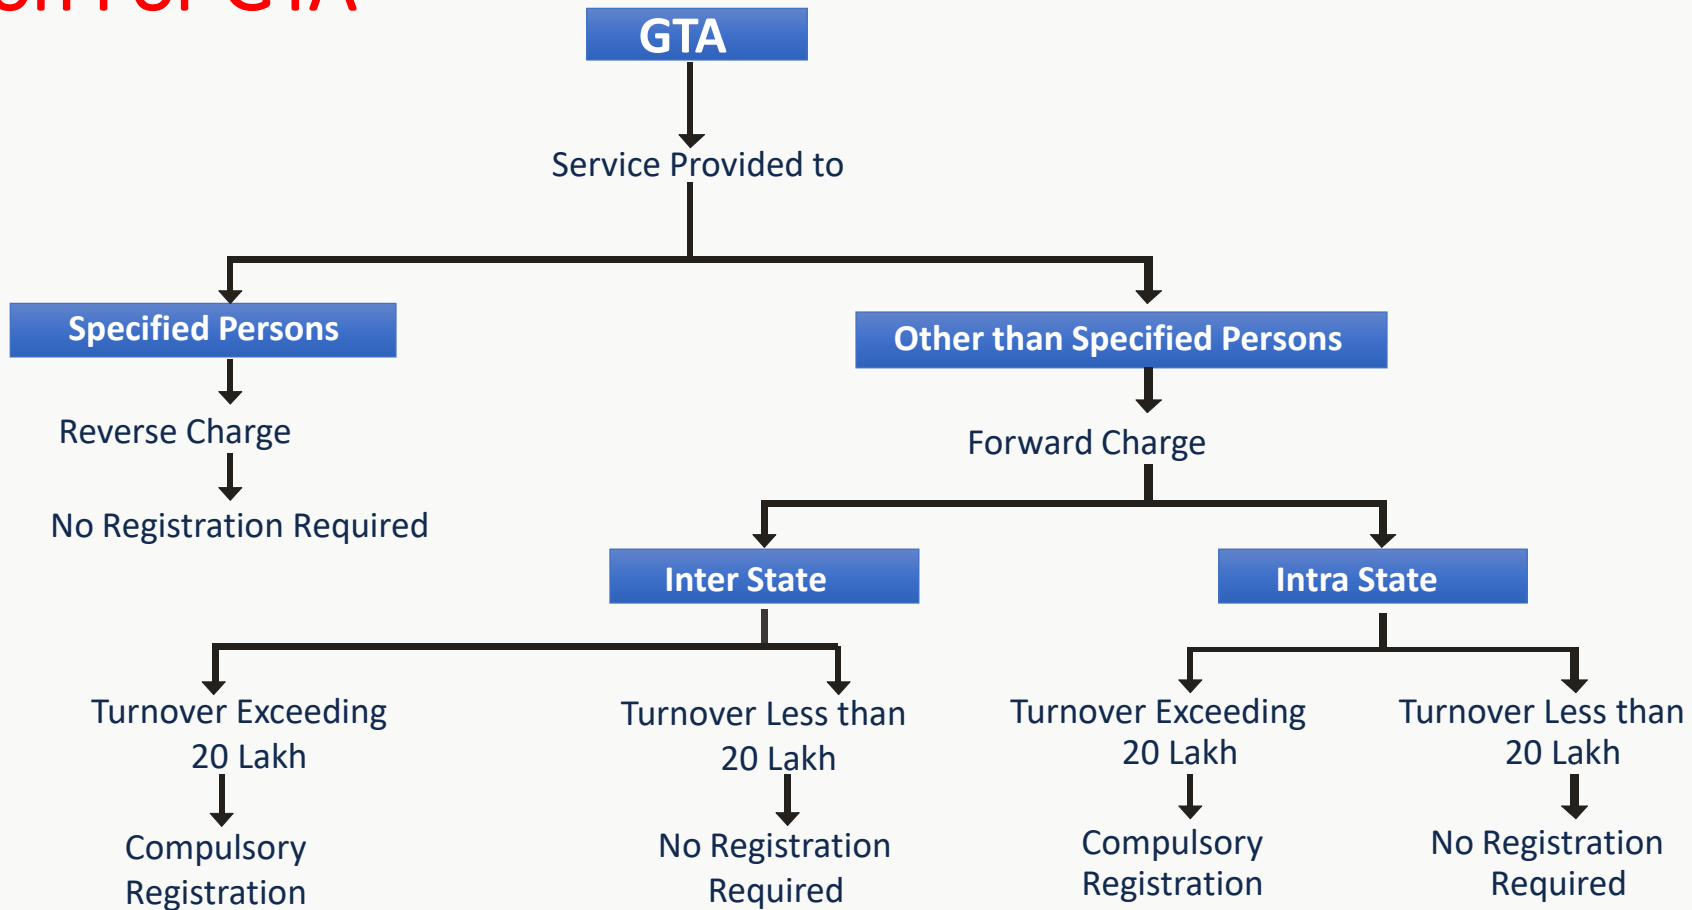 For GTA
GTA
Service Provided to
Specified Persons
Other than Specified Persons
Reverse Charge
Forward Charge
No Registration Required
Inter State
Intra State
Turnover Exceeding
20 Lakh
Turnover Less than
20 Lakh
Turnover Exceeding
20 Lakh
Turnover Less than
20 Lakh
Compulsory
Registration
No Registration
Required
Compulsory
Registration
No Registration
Required